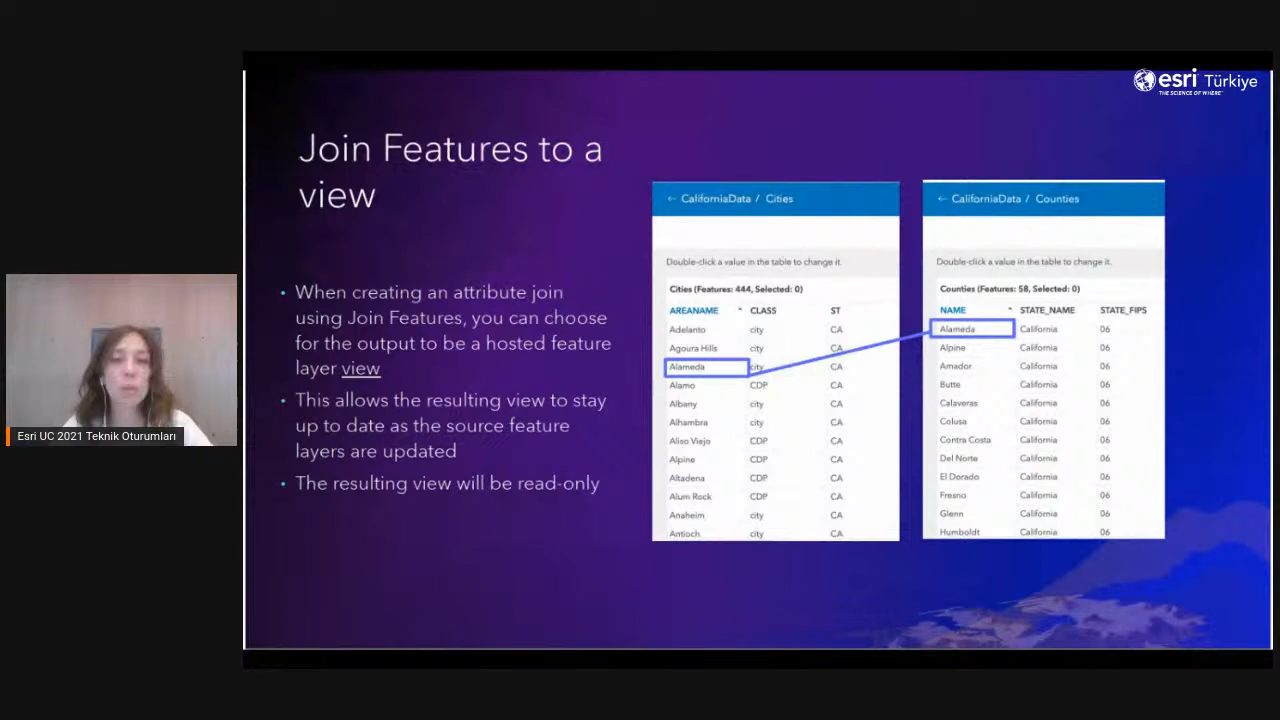 esri Türkiye
THE SCIENCE OF WHERE
Join Features to a
view
• When creating an attribute join
using Join Features, you can choose
for the output to be a hosted feature
layer view
• This allows the resulting view to stay
up to date as the source feature
layers are updated
• The resulting view will be read-only
← CaliforniaData / Cities
Double-click a value in the table to change it.
Cities (Features: 444, Selected: 0)
AREANAME CLASS ST
Adelanto city CA
Agoura Hills city CA
Alameda city CA
Alamo CDP CA
Albany city CA
Alhambra city CA
Aliso Viejo CDP CA
Alpine CDP CA
Altadena CDP CA
Alum Rock CDP CA
Anaheim city CA
Antioch city CA
← CaliforniaData / Counties
Double-click a value in the table to change it.
Counties (Features: 58, Selected: 0)
NAME STATE_NAME STATE_FIPS
Alameda California 06
Alpine California 06
Amador California 06
Butte California 06
Calaveras California 06
Colusa California 06
Contra Costa California 06
Del Norte California 06
El Dorado California 06
Fresno California 06
Glenn California 06
Humboldt California 06
Esri UC 2021 Teknik Oturumları